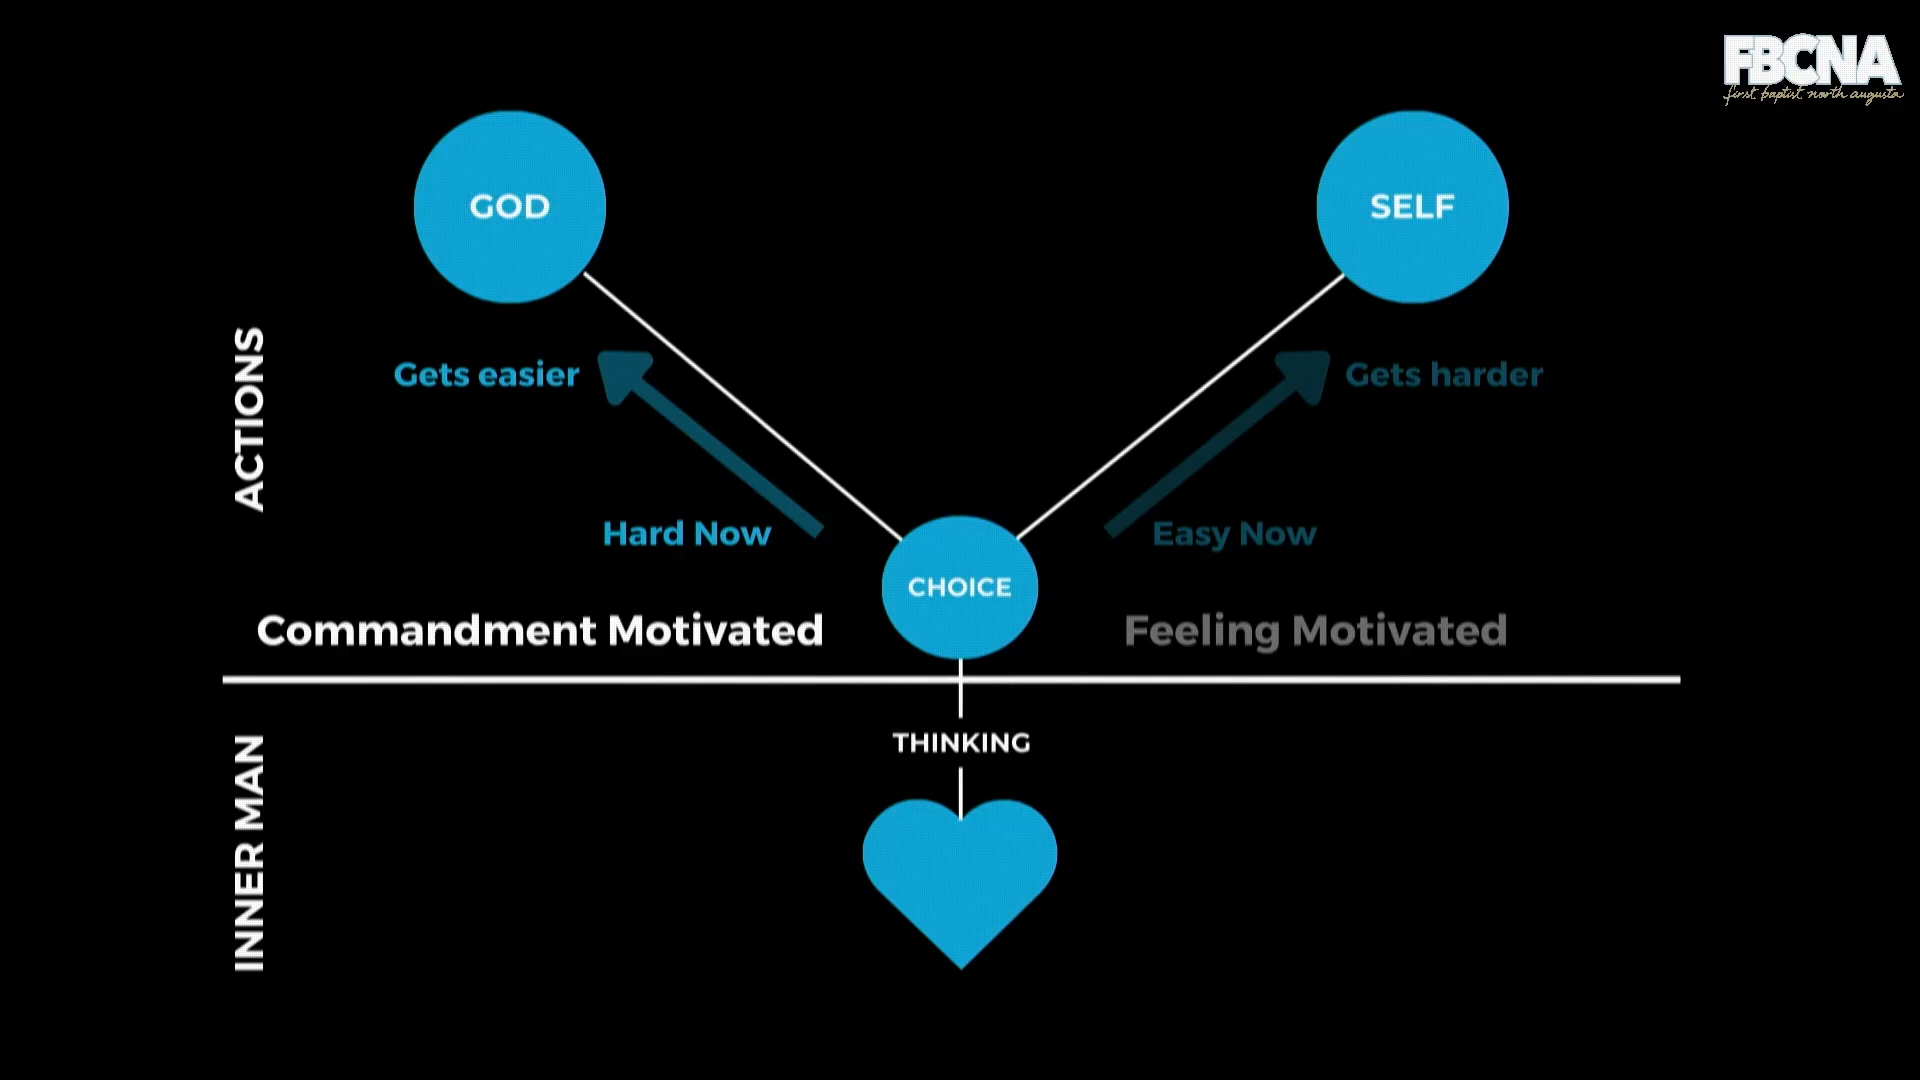 FBCNA
first baptist north augusta
GOD
SELF
ACTIONS
Gets easier
Gets harder
Hard Now
Easy Now
CHOICE
Commandment Motivated
Feeling Motivated
THINKING
INNER MAN